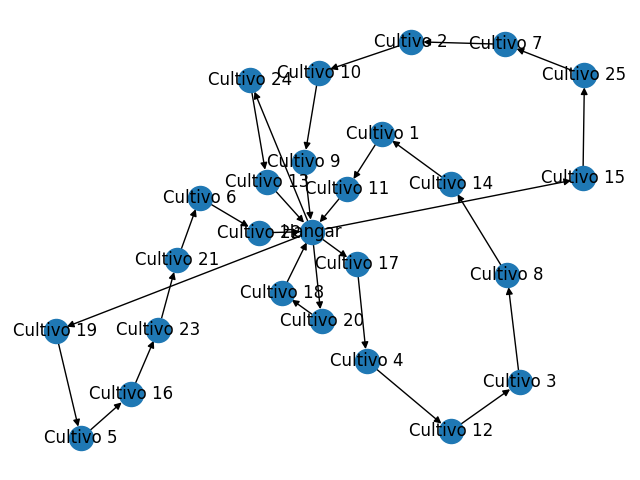 Cultivo 2
Cultivo 7
Cultivo 24
Cultivo 10
Cultivo 25
Cultivo 1
Cultivo 9
Cultivo 13
Cultivo 11
Cultivo 14
Cultivo 15
Cultivo 6
Cultivo
Hangar
Cultivo 21
Cultivo 17
Cultivo 8
Cultivo 18
Cultivo 20
Cultivo 19
Cultivo 23
Cultivo 4
Cultivo 3
Cultivo 16
Cultivo 12
Cultivo 5